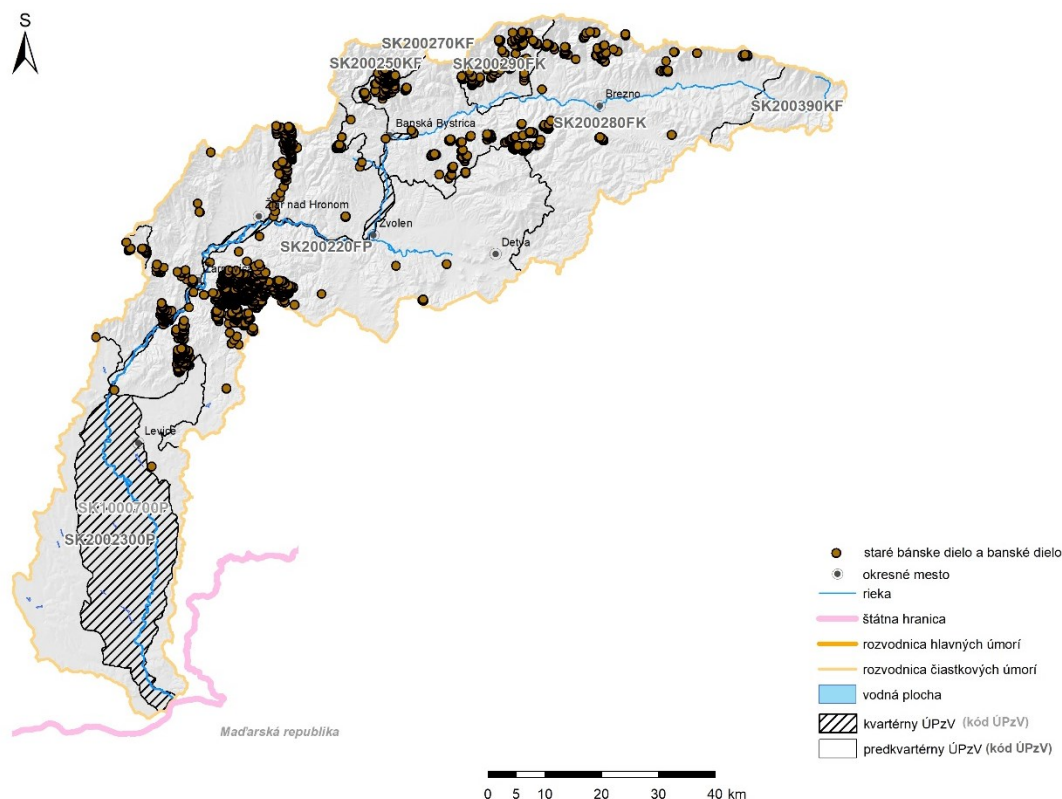 S
SK200270KF
SK200250KF
SK200290FK
Brezno
SK200390KF
Banská Bystrica
SK200280FK
Žiar nad Hronom
Zvolen
SK200220FP
Detva
Levice
SK1000700P
SK2002300P
Maďarská republika
staré bánske dielo a banské dielo
okresné mesto
rieka
štátna hranica
rozvodnica hlavných úmorí
rozvodnica čiastkových úmorí
vodná plocha
kvartérny ÚPzV (kód ÚPzV)
predkvartérny ÚPzV (kód ÚPzV)
0 5 10 20 30 40 km